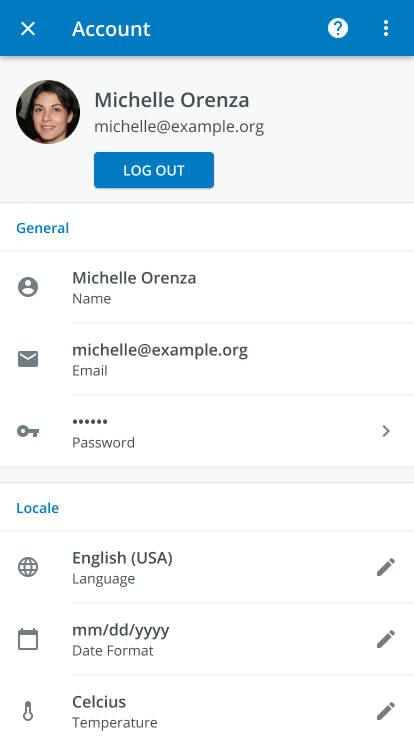 Account
Michelle Orenza
michelle@example.org
LOG OUT
General
Michelle Orenza
Name
michelle@example.org
Email
••••••
Password
Locale
English (USA)
Language
mm/dd/yyyy
Date Format
Celcius
Temperature